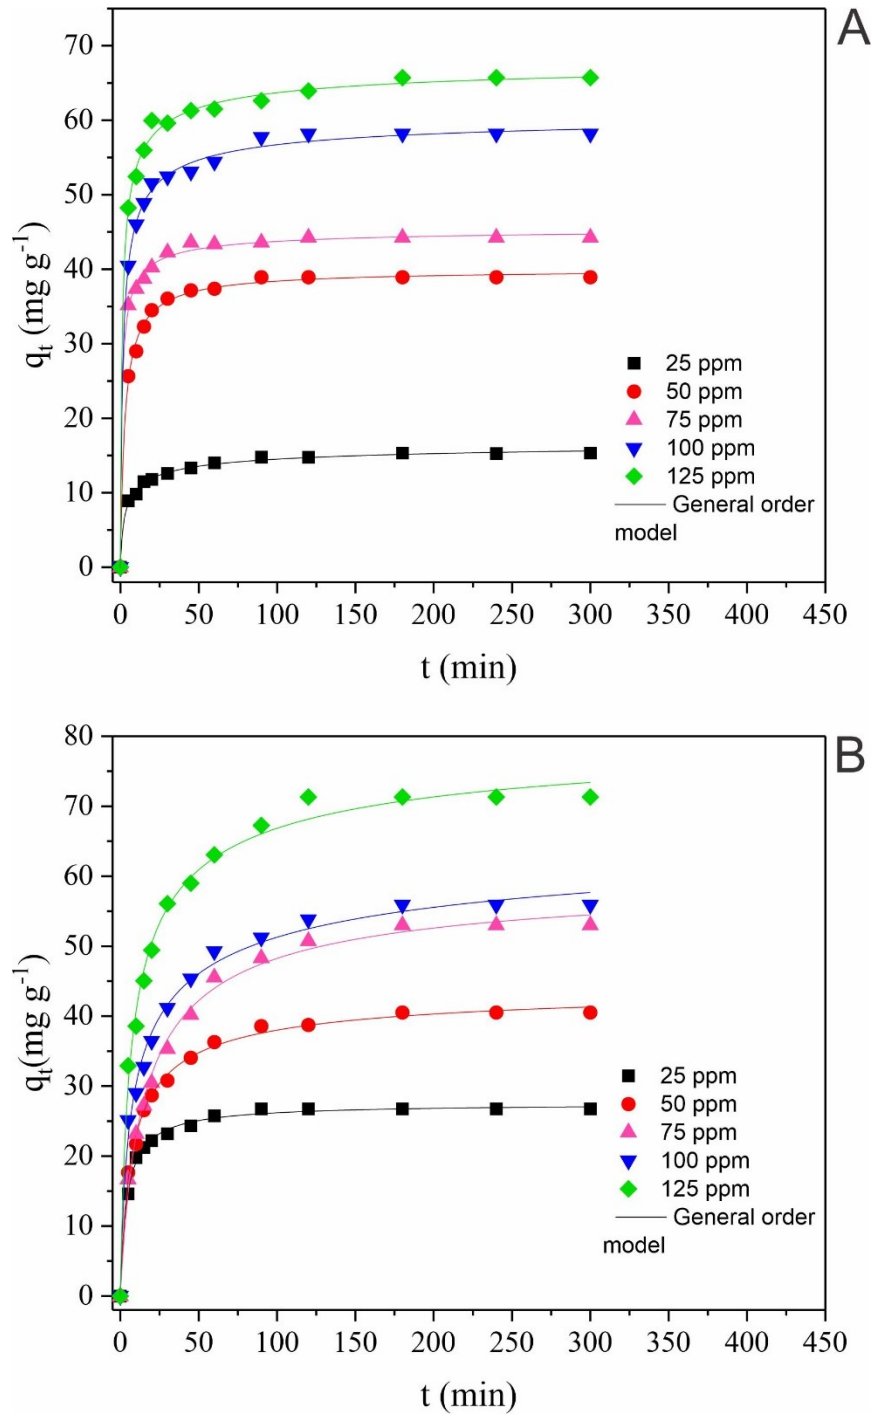 A
70
60
50
40
30
20
10
0
q_t (mg g^-1)
25 ppm
50 ppm
75 ppm
100 ppm
125 ppm
General order
model
0 50 100 150 200 250 300 350 400 450
t (min)
B
80
70
60
50
40
30
20
10
0
q_t(mg g^-1)
25 ppm
50 ppm
75 ppm
100 ppm
125 ppm
General order
model
0 50 100 150 200 250 300 350 400 450
t (min)